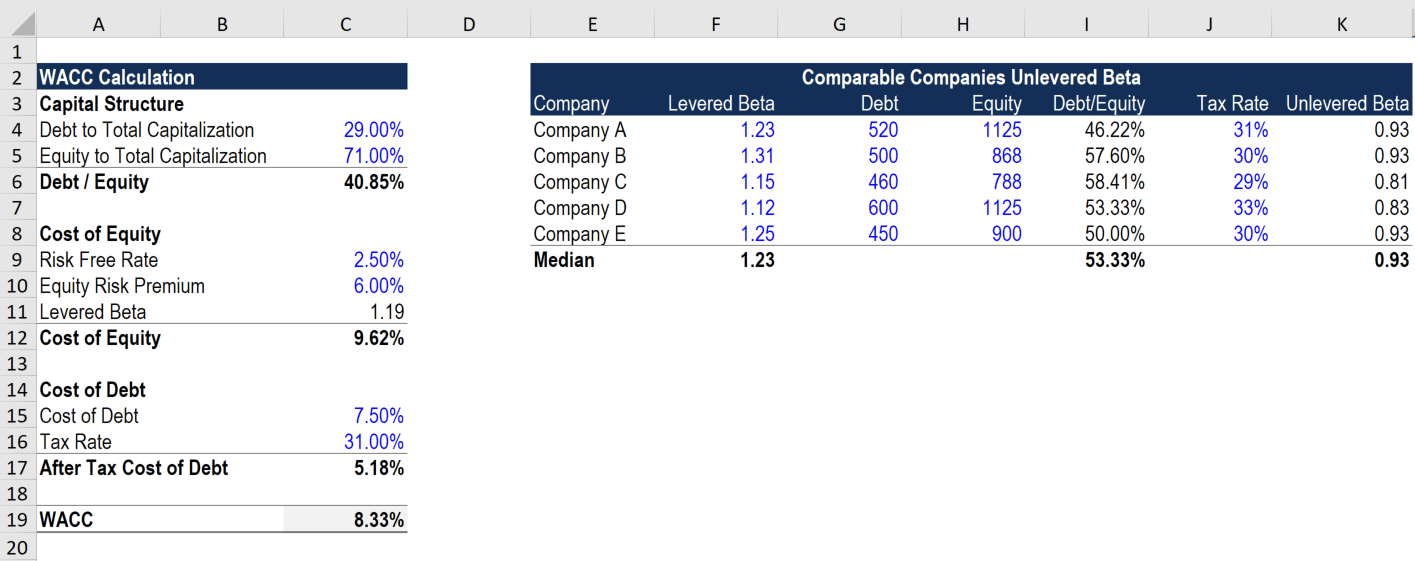 A B C D E F G H I J K
1
2 WACC Calculation Comparable Companies Unlevered Beta
3 Capital Structure Company Levered Beta Debt Equity Debt/Equity Tax Rate Unlevered Beta
4 Debt to Total Capitalization 29.00% Company A 1.23 520 1125 46.22% 31% 0.93
5 Equity to Total Capitalization 71.00% Company B 1.31 500 868 57.60% 30% 0.93
6 Debt / Equity 40.85% Company C 1.15 460 788 58.41% 29% 0.81
7 Company D 1.12 600 1125 53.33% 33% 0.83
8 Cost of Equity Company E 1.25 450 900 50.00% 30% 0.93
9 Risk Free Rate 2.50% Median 1.23 53.33% 0.93
10 Equity Risk Premium 6.00%
11 Levered Beta 1.19
12 Cost of Equity 9.62%
13
14 Cost of Debt
15 Cost of Debt 7.50%
16 Tax Rate 31.00%
17 After Tax Cost of Debt 5.18%
18
19 WACC 8.33%
20